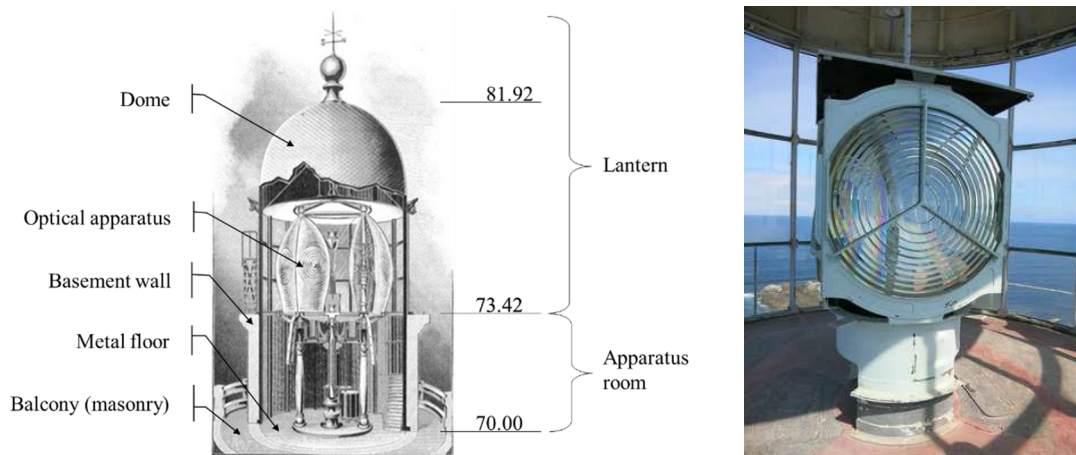 Dome
Optical apparatus
Basement wall
Metal floor
Balcony (masonry)
81.92
73.42
70.00
Lantern
Apparatus
room